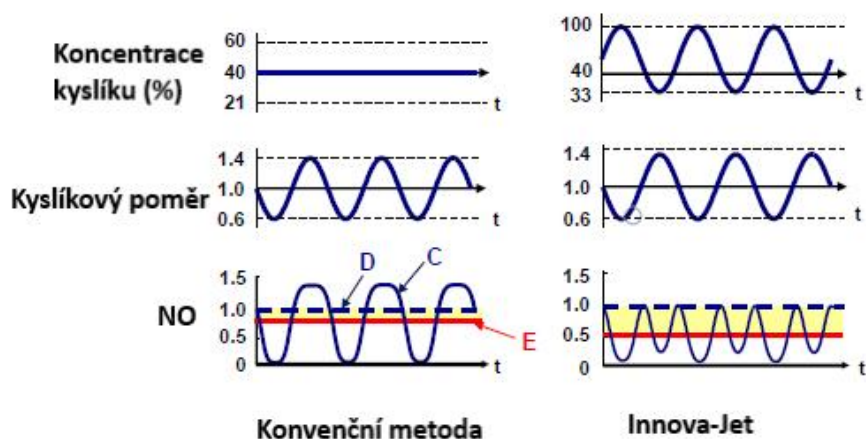 Koncentrace
kyslíku (%)
60
40
21
t
100
40
33
t
Kyslíkový poměr
1.4
1.0
0.6
t
1.4
1.0
0.6
t
NO
1.5
1.0
0.5
0
D
C
E
t
1.5
1.0
0.5
0
t
Konvenční metoda
Innova-Jet